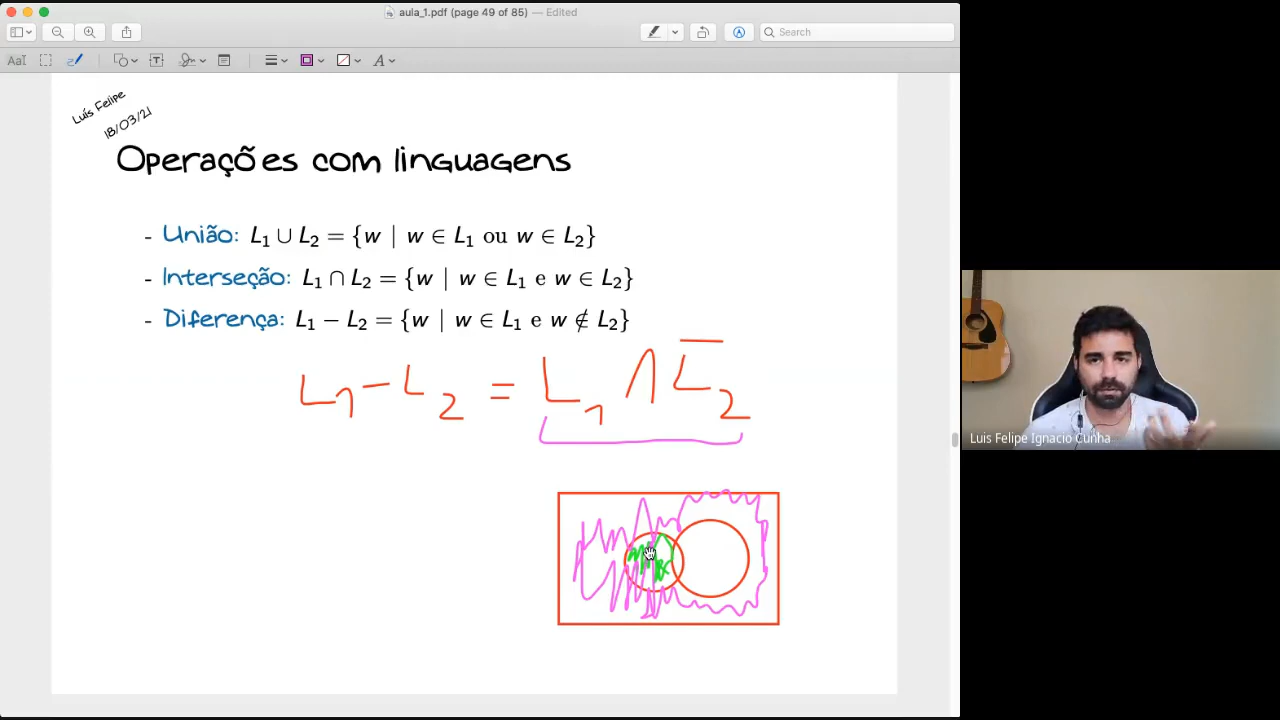 aula_1.pdf (page 49 of 85) — Edited
Search
AaI
T
A
Luís Felipe
18/03/21
Operações com linguagens
- União: L₁ ∪ L₂ = {w | w ∈ L₁ ou w ∈ L₂}
- Interseção: L₁ ∩ L₂ = {w | w ∈ L₁ e w ∈ L₂}
- Diferença: L₁ − L₂ = {w | w ∈ L₁ e w ∉ L₂}
L₁ − L₂ = L₁ ∩ L̅₂
Luis Felipe Ignacio Cunha